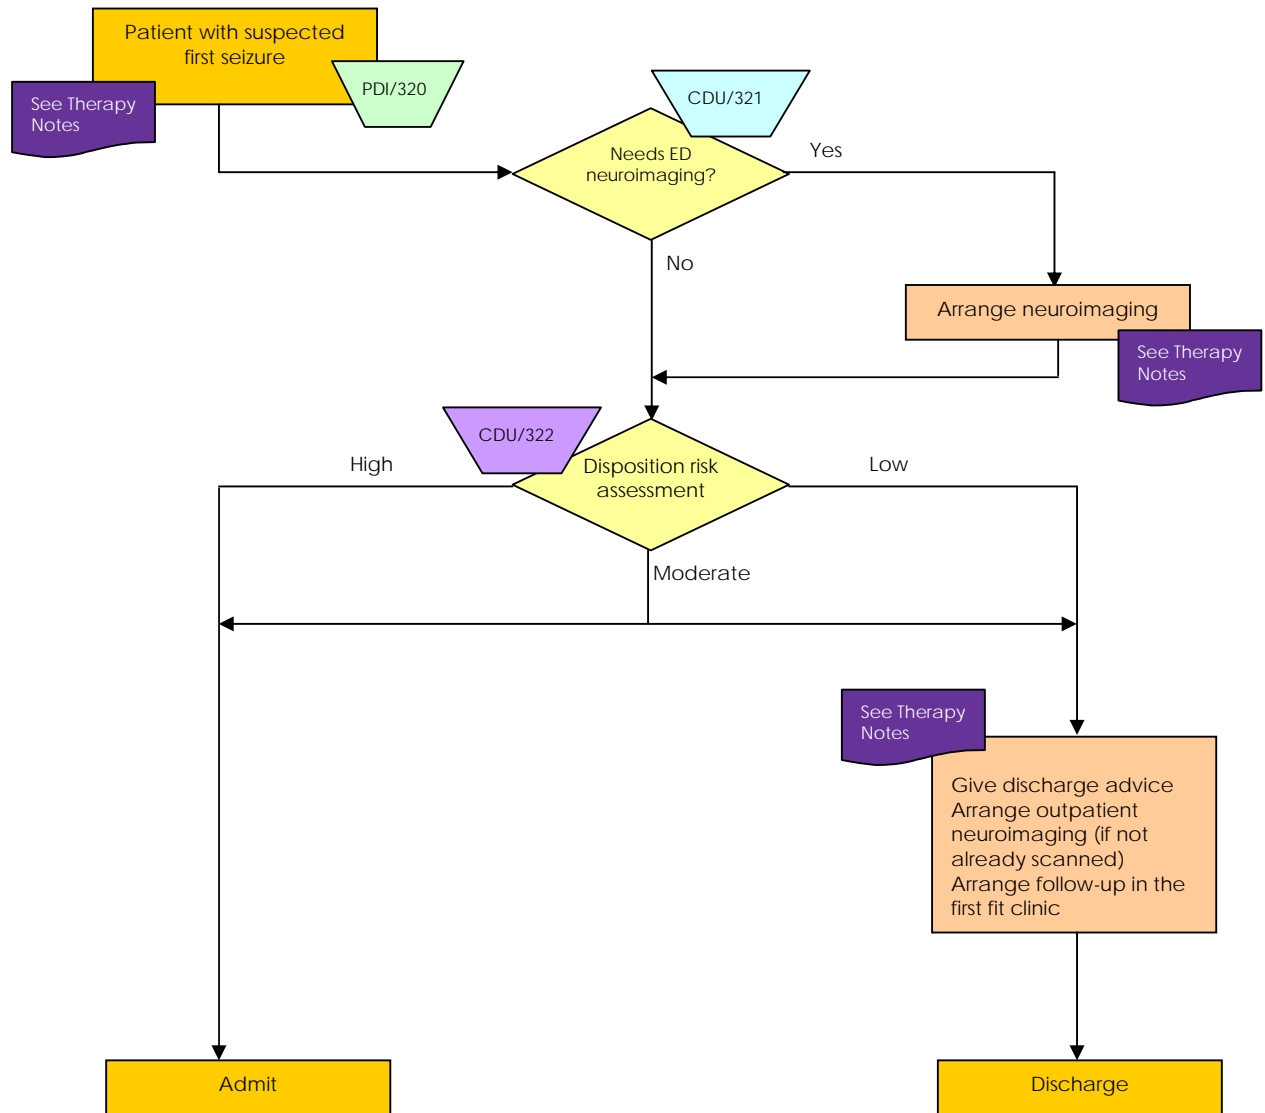 Patient with suspected
first seizure
PDI/320
See Therapy
Notes
CDU/321
Needs ED
neuroimaging?
Yes
No
Arrange neuroimaging
See Therapy
Notes
CDU/322
High
Disposition risk
assessment
Low
Moderate
See Therapy
Notes
Give discharge advice
Arrange outpatient
neuroimaging (if not
already scanned)
Arrange follow-up in the
first fit clinic
Admit
Discharge